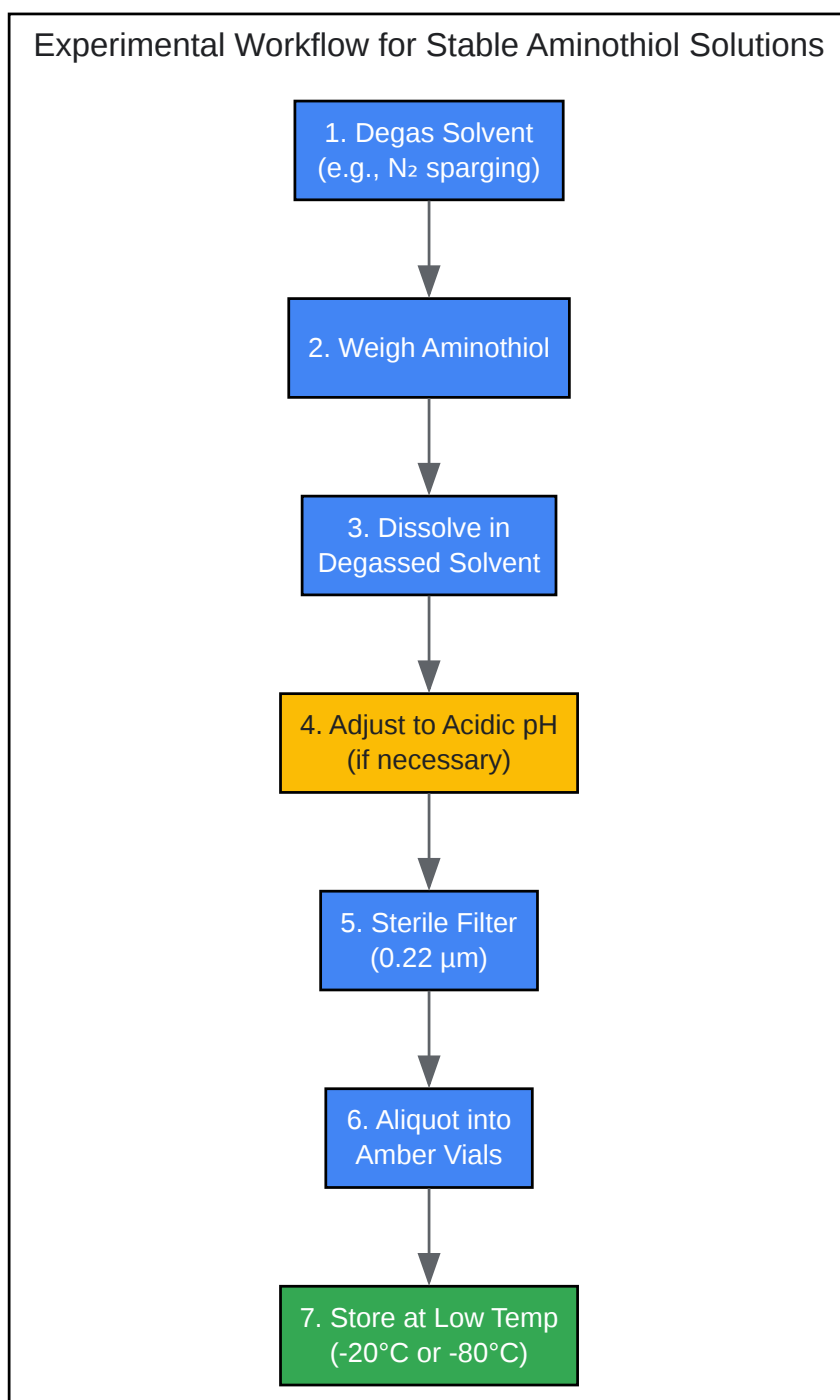 Experimental Workflow for Stable Aminothiol Solutions
1. Degas Solvent
(e.g., N₂ sparging)
2. Weigh Aminothiol
3. Dissolve in
Degassed Solvent
4. Adjust to Acidic pH
(if necessary)
5. Sterile Filter
(0.22 µm)
6. Aliquot into
Amber Vials
7. Store at Low Temp
(-20°C or -80°C)